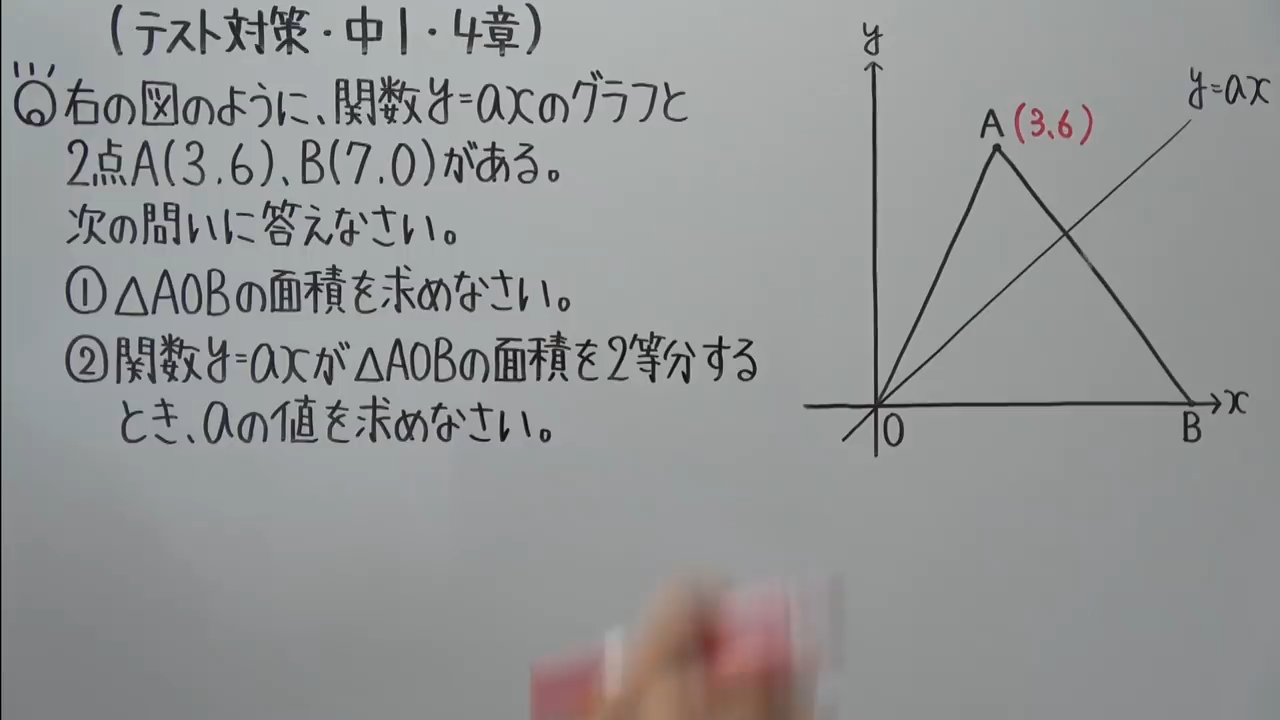 (テスト対策・中1・4章)
Q右の図のように、関数y=axのグラフと
2点A(3.6)、B(7.0)がある。
次の問いに答えなさい。
①△AOBの面積を求めなさい。
②関数y=axが△AOBの面積を2等分する
とき、aの値を求めなさい。
y
y=ax
A(3.6)
x
O
B